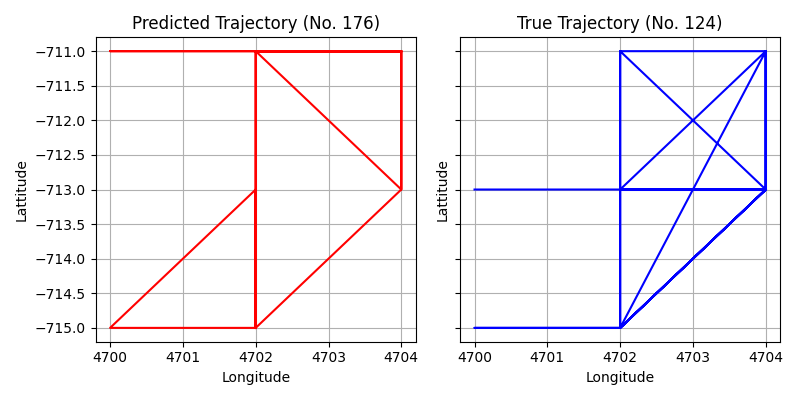 Predicted Trajectory (No. 176)
True Trajectory (No. 124)
−711.0
−711.5
−712.0
−712.5
−713.0
−713.5
−714.0
−714.5
−715.0
Lattitude
Lattitude
4700 4701 4702 4703 4704
4700 4701 4702 4703 4704
Longitude
Longitude